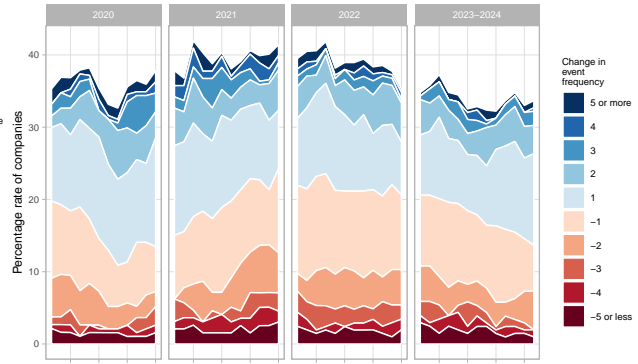 2020 2021 2022 2023–2024
Percentage rate of companies
40
30
20
10
0
Change in
event
frequency
5 or more
4
3
2
1
−1
−2
−3
−4
−5 or less